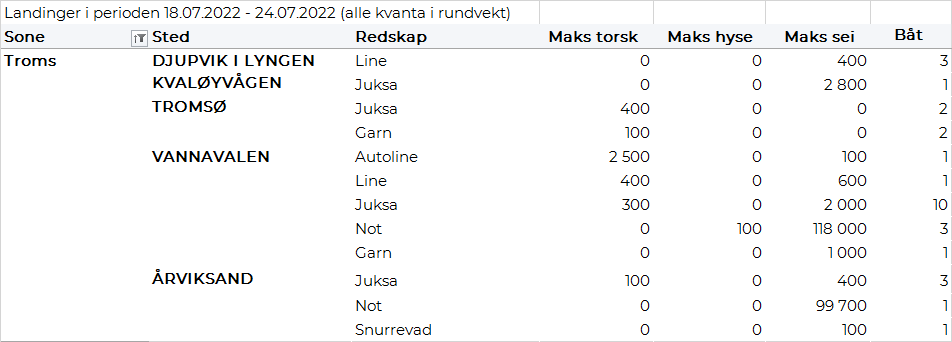 Landinger i perioden 18.07.2022 - 24.07.2022 (alle kvanta i rundvekt)
Sone Sted Redskap Maks torsk Maks hyse Maks sei Båt
Troms DJUPVIK I LYNGEN Line 0 0 400 3
KVALØYVÅGEN Juksa 0 0 2 800 1
TROMSØ Juksa 400 0 0 2
Garn 100 0 0 2
VANNAVALEN Autoline 2 500 0 100 1
Line 400 0 600 1
Juksa 300 0 2 000 10
Not 0 100 118 000 3
Garn 0 0 1 000 1
ÅRVIKSAND Juksa 100 0 400 3
Not 0 0 99 700 1
Snurrevad 0 0 100 1